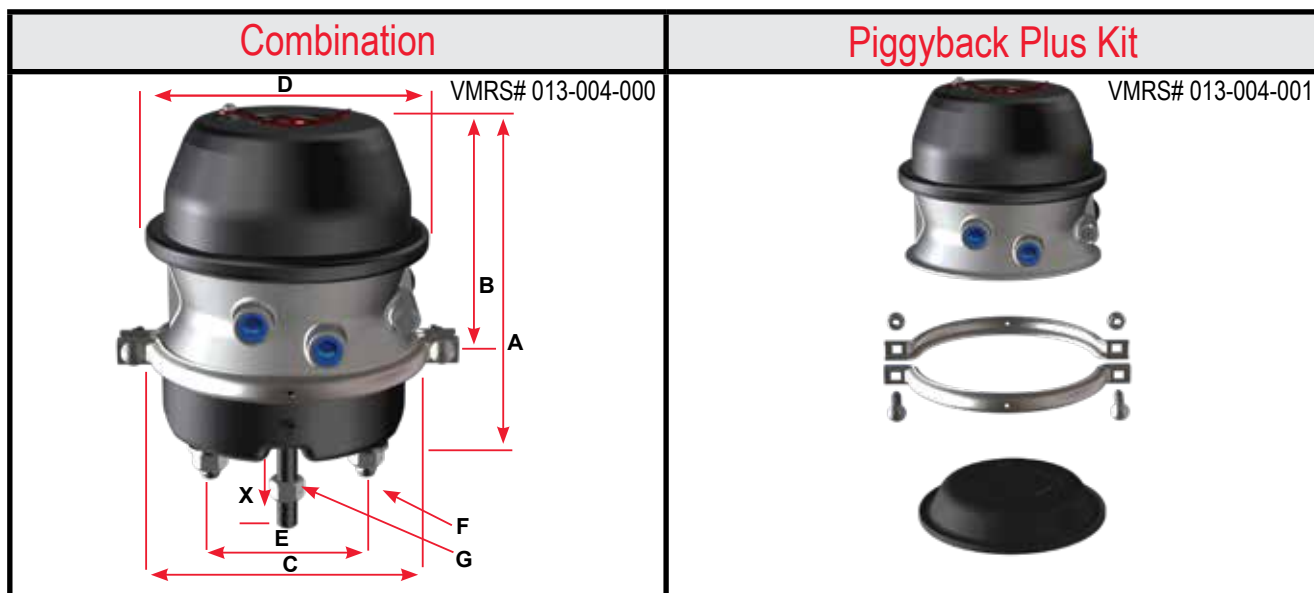 Combination
Piggyback Plus Kit
D
VMRS# 013-004-000
VMRS# 013-004-001
B
A
X
E
F
C
G